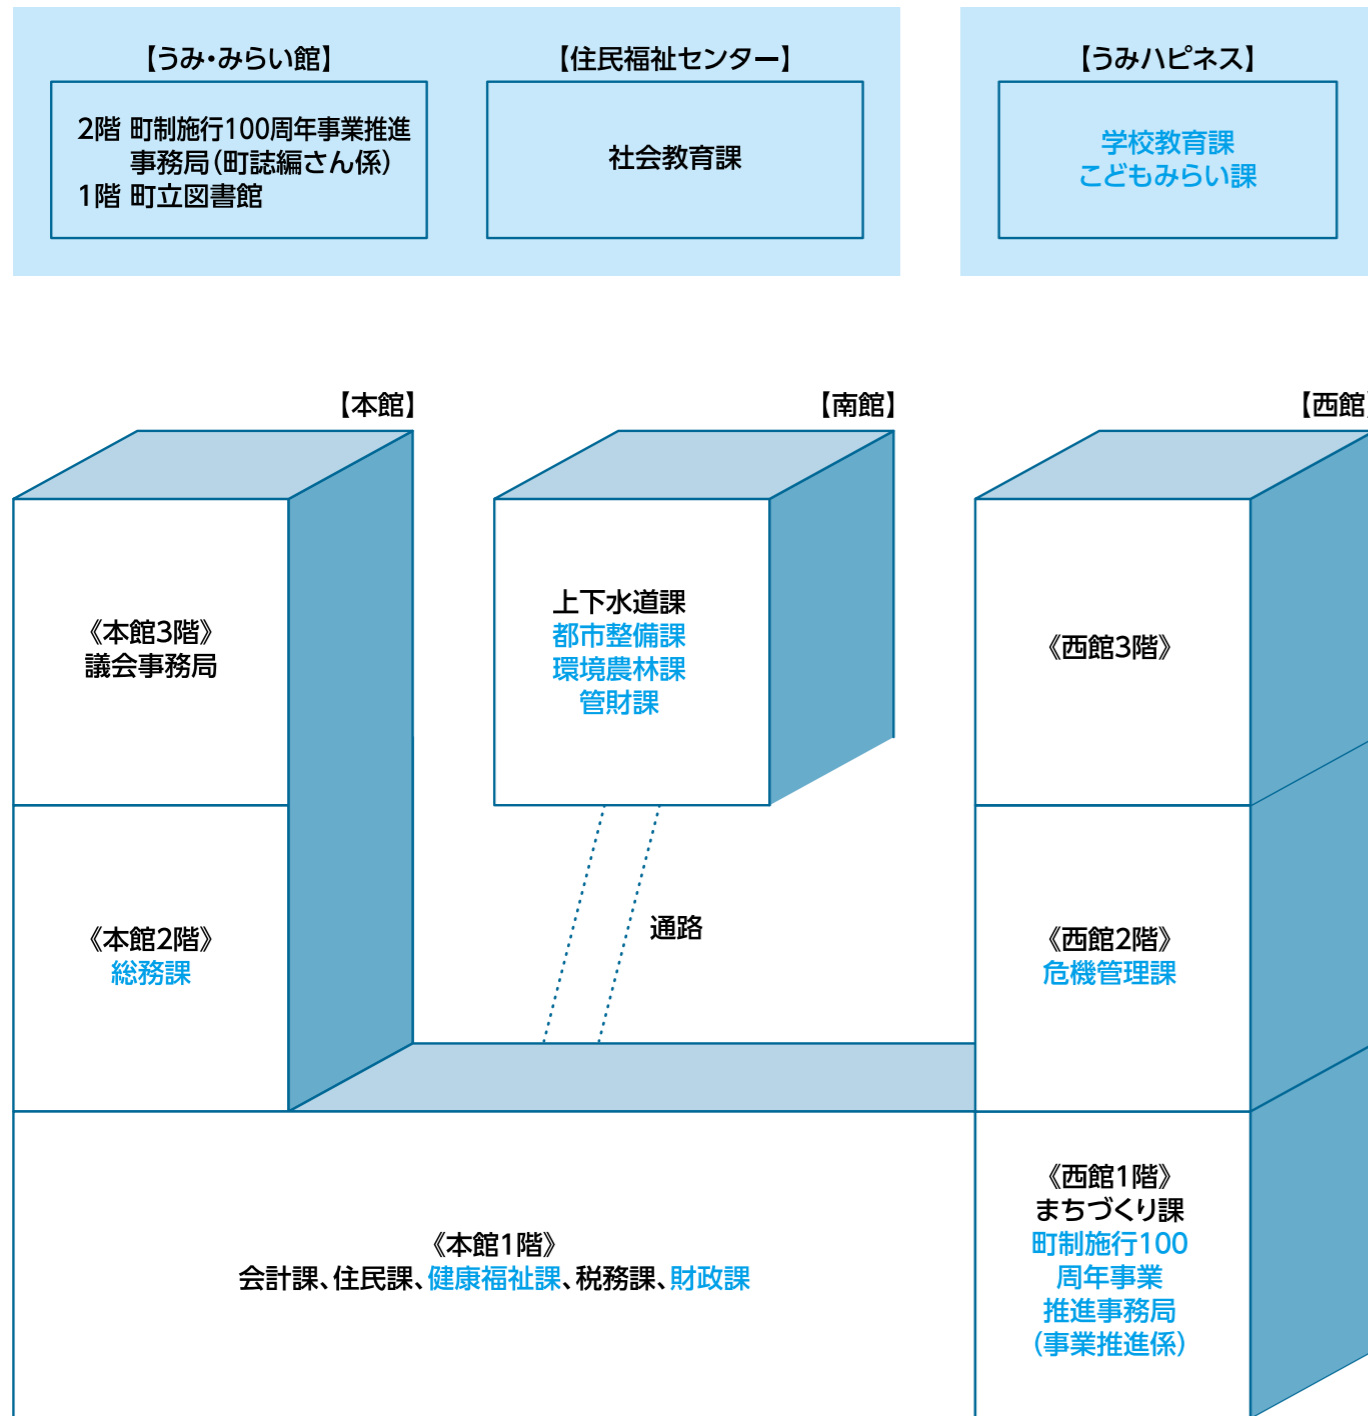 【うみ・みらい館】
2階 町制施行100周年事業推進
事務局（町誌編さん係）
1階 町立図書館
【住民福祉センター】
社会教育課
【うみハピネス】
学校教育課
こどもみらい課
【本館】
【南館】
【西館】
《本館3階》
議会事務局
上下水道課
都市整備課
環境農林課
管財課
《西館3階》
《本館2階》
総務課
通路
《西館2階》
危機管理課
《本館1階》
会計課、住民課、健康福祉課、税務課、財政課
《西館1階》
まちづくり課
町制施行100
周年事業
推進事務局
（事業推進係）